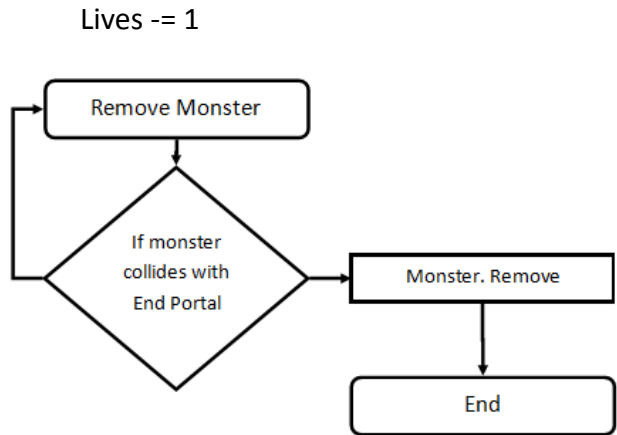 Lives -= 1
Remove Monster
If monster
collides with
End Portal
Monster. Remove
End